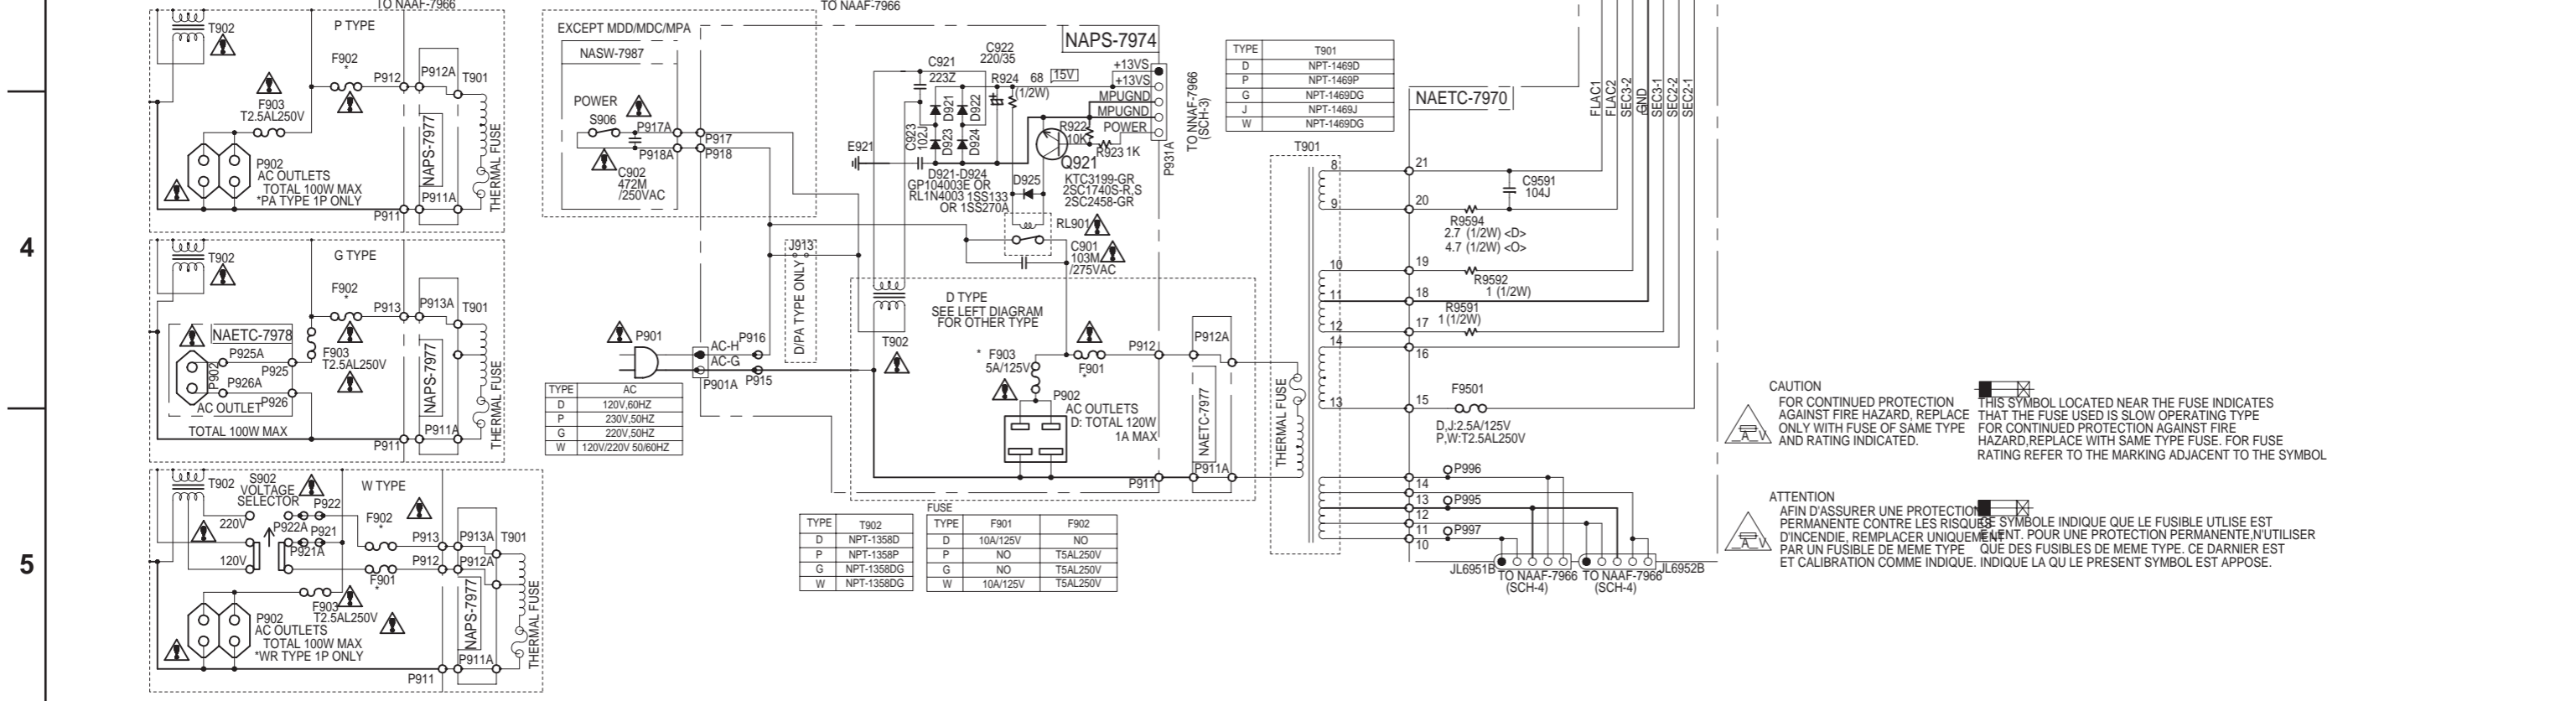 TO NAAF-7966
TO NAAF-7966
4
5
T902
P TYPE
F902
*
P912
P912A
T901
F903
T2.5AL250V
NAPS-7977
THERMAL FUSE
P902
AC OUTLETS
TOTAL 100W MAX
*PA TYPE 1P ONLY
P911A
P911
T902
G TYPE
F902
*
P913
P913A
T901
NAETC-7978
P925A
F903
T2.5AL250V
P925
P902
P926A
P926
AC OUTLET
TOTAL 100W MAX
NAPS-7977
THERMAL FUSE
P911A
P911
T902
S902
VOLTAGE
SELECTOR
P922
W TYPE
F902
*
220V
P922A
P921
P921A
120V
P913
P913A
T901
P912
P912A
F901
*
F903
T2.5AL250V
P902
AC OUTLETS
TOTAL 100W MAX
*WR TYPE 1P ONLY
NAPS-7977
THERMAL FUSE
P911A
P911
EXCEPT MDD/MDC/MPA
NASW-7987
POWER
S906
P917A
P917
P918A
P918
C902
472M
/250VAC
J913
D/PA TYPE ONLY
P901
AC-H
P916
AC-G
P915
P901A
TYPE AC
D 120V,60HZ
P 230V,50HZ
G 220V,50HZ
W 120V/220V 50/60HZ
NAPS-7974
C922
220/35
C921
223Z
R924
68
(1/2W)
15V
+13VS
+13VS
MPUGND
MPUGND
POWER
D921
D922
D923
D924
C923
102J
E921
R922
10K
R923 1K
Q921
KTC3199-GR
2SC1740S-R,S
2SC2458-GR
P931A
TO NNAF-7966
(SCH-3)
D921-D924
GP104003E OR
RL1N4003
D925
1SS133
OR 1SS270A
RL901
C901
103M
/275VAC
T902
D TYPE
SEE LEFT DIAGRAM
FOR OTHER TYPE
* F903
5A/125V
F901
*
P912
P912A
P902
AC OUTLETS
D: TOTAL 120W
1A MAX
NAETC-7977
P911A
P911
THERMAL FUSE
TYPE T902
D NPT-1358D
P NPT-1358P
G NPT-1358DG
W NPT-1358DG
FUSE
TYPE F901 F902
D 10A/125V NO
P NO T5AL250V
G NO T5AL250V
W 10A/125V T5AL250V
TYPE T901
D NPT-1469D
P NPT-1469P
G NPT-1469DG
J NPT-1469J
W NPT-1469DG
T901
8
9
10
11
12
14
13
NAETC-7970
FLAC1
FLAC2
SEC3-2
GND
SEC3-1
SEC2-2
SEC2-1
21
C9591
104J
20
R9594
2.7 (1/2W) <D>
4.7 (1/2W) <O>
19
R9592
1 (1/2W)
18
R9591
1 (1/2W)
17
16
F9501
15
D,J:2.5A/125V
P,W:T2.5AL250V
P996
14
P995
13
12
P997
11
10
JL6951B
TO NAAF-7966
(SCH-4)
TO NAAF-7966
(SCH-4)
JL6952B
CAUTION
FOR CONTINUED PROTECTION
AGAINST FIRE HAZARD, REPLACE
ONLY WITH FUSE OF SAME TYPE
AND RATING INDICATED.
A V
THIS SYMBOL LOCATED NEAR THE FUSE INDICATES
THAT THE FUSE USED IS SLOW OPERATING TYPE
FOR CONTINUED PROTECTION AGAINST FIRE
HAZARD,REPLACE WITH SAME TYPE FUSE. FOR FUSE
RATING REFER TO THE MARKING ADJACENT TO THE SYMBOL
ATTENTION
AFIN D'ASSURER UNE PROTECTION
PERMANENTE CONTRE LES RISQUES
D'INCENDIE, REMPLACER UNIQUEMENT
PAR UN FUSIBLE DE MEME TYPE
ET CALIBRATION COMME INDIQUE.
A V
CE SYMBOLE INDIQUE QUE LE FUSIBLE UTLISE EST
ELENT. POUR UNE PROTECTION PERMANENTE,N'UTILISER
QUE DES FUSIBLES DE MEME TYPE. CE DARNIER EST
INDIQUE LA QU LE PRESENT SYMBOL EST APPOSE.